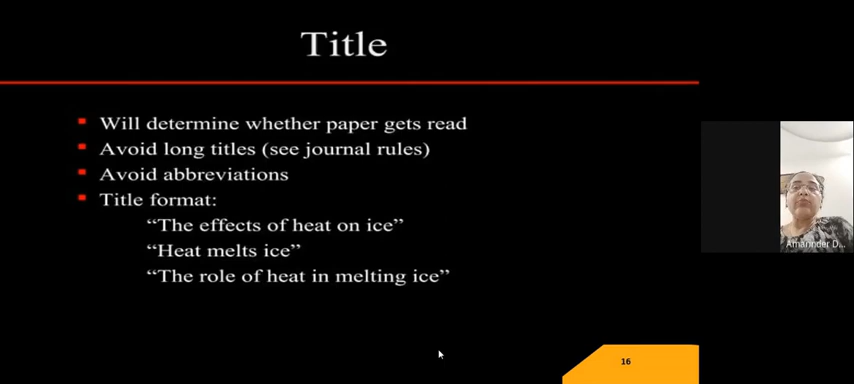 Title
Will determine whether paper gets read
Avoid long titles (see journal rules)
Avoid abbreviations
Title format:
“The effects of heat on ice”
“Heat melts ice”
“The role of heat in melting ice”
Amarinder D...
16